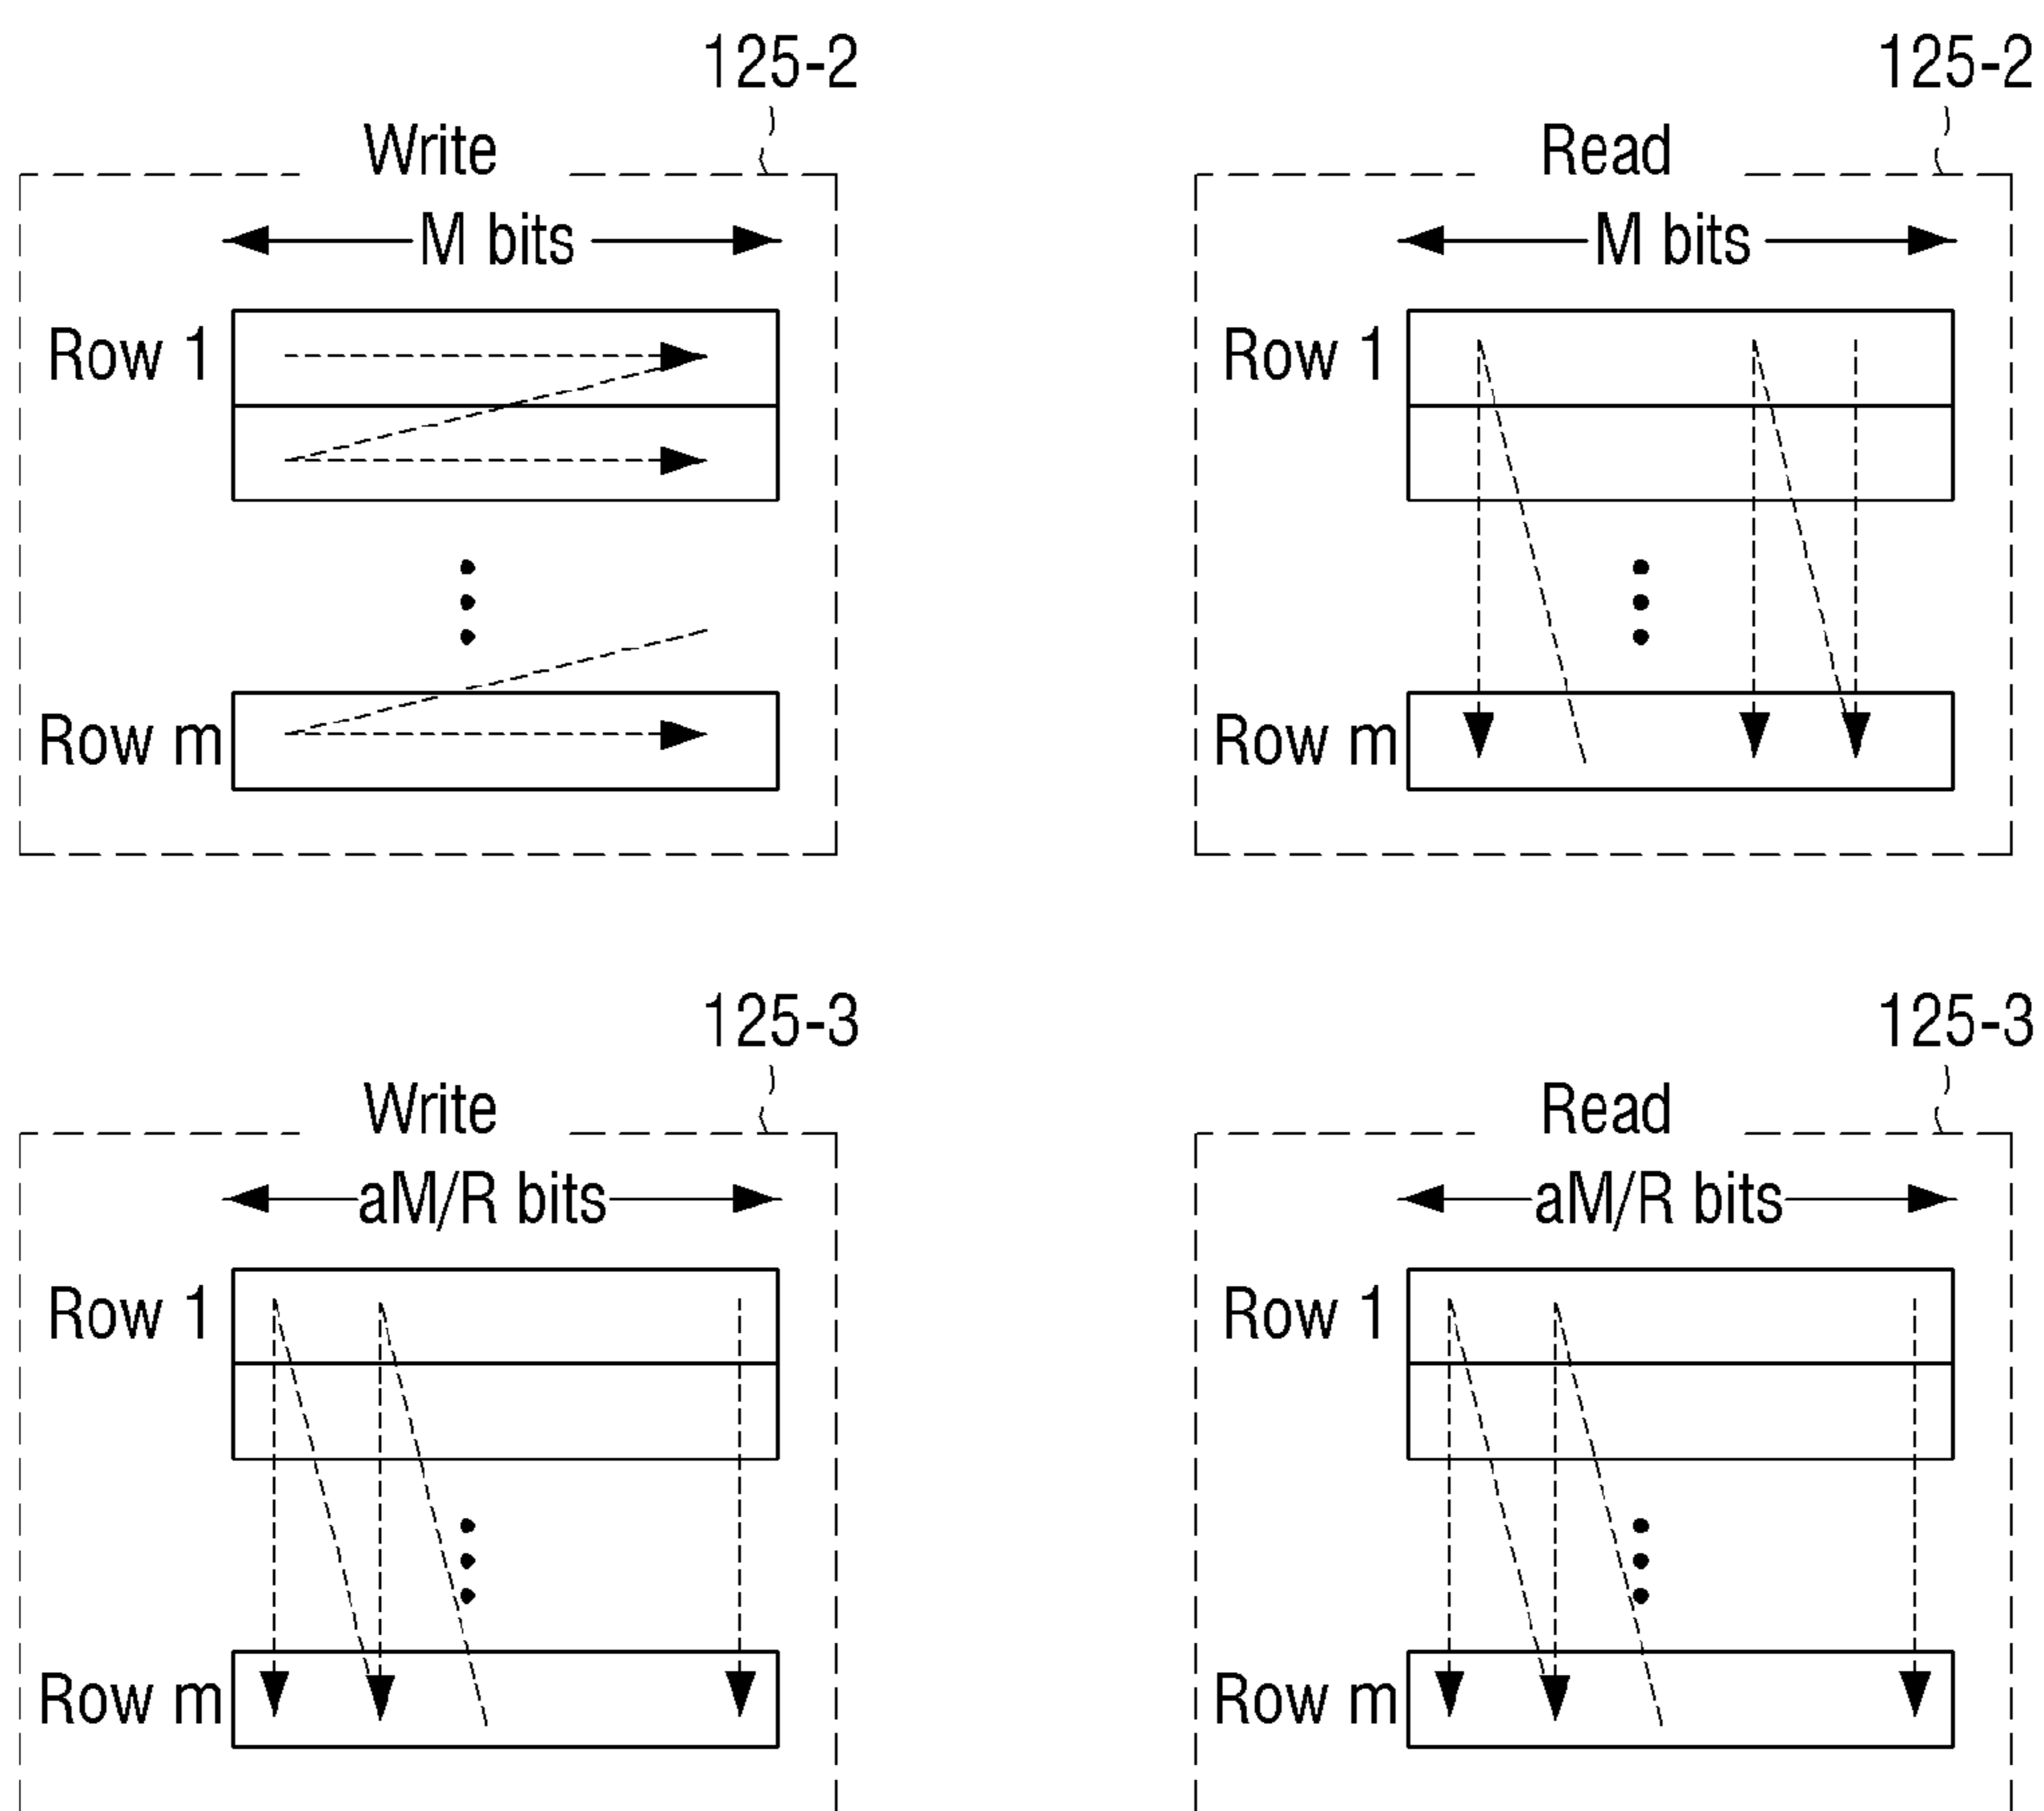 125-2
Write
M bits
Row 1
Row m
125-2
Read
M bits
Row 1
Row m
125-3
Write
aM/R bits
Row 1
Row m
125-3
Read
aM/R bits
Row 1
Row m